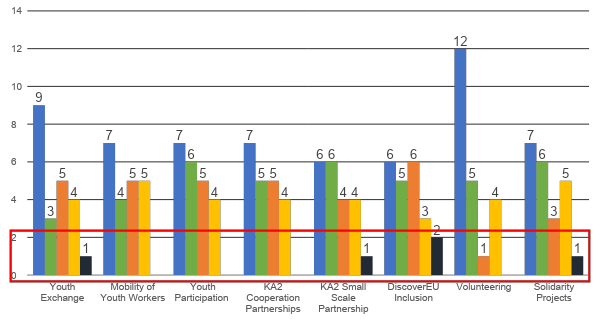 14
12
10
8
6
4
2
0
9 3 5 4 1
7 4 5 5
7 6 5 4
7 5 5 4
6 6 4 4 1
6 5 6 3 2
12 5 1 4
7 6 3 5 1
Youth
Exchange
Mobility of
Youth Workers
Youth
Participation
KA2
Cooperation
Partnerships
KA2 Small
Scale
Partnership
DiscoverEU
Inclusion
Volunteering
Solidarity
Projects